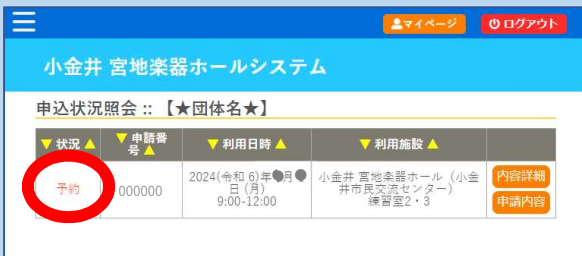 マイページ ログアウト
小金井 宮地楽器ホールシステム
申込状況照会 :: 【★団体名★】
▼ 状況 ▲ ▼ 申請番号 ▲ ▼ 利用日時 ▲ ▼ 利用施設 ▲
予約
000000
2024(令和 6)年●月●
日 (月)
9:00-12:00
小金井 宮地楽器ホール（小金
井市民交流センター）
練習室2・3
内容詳細
申請内容